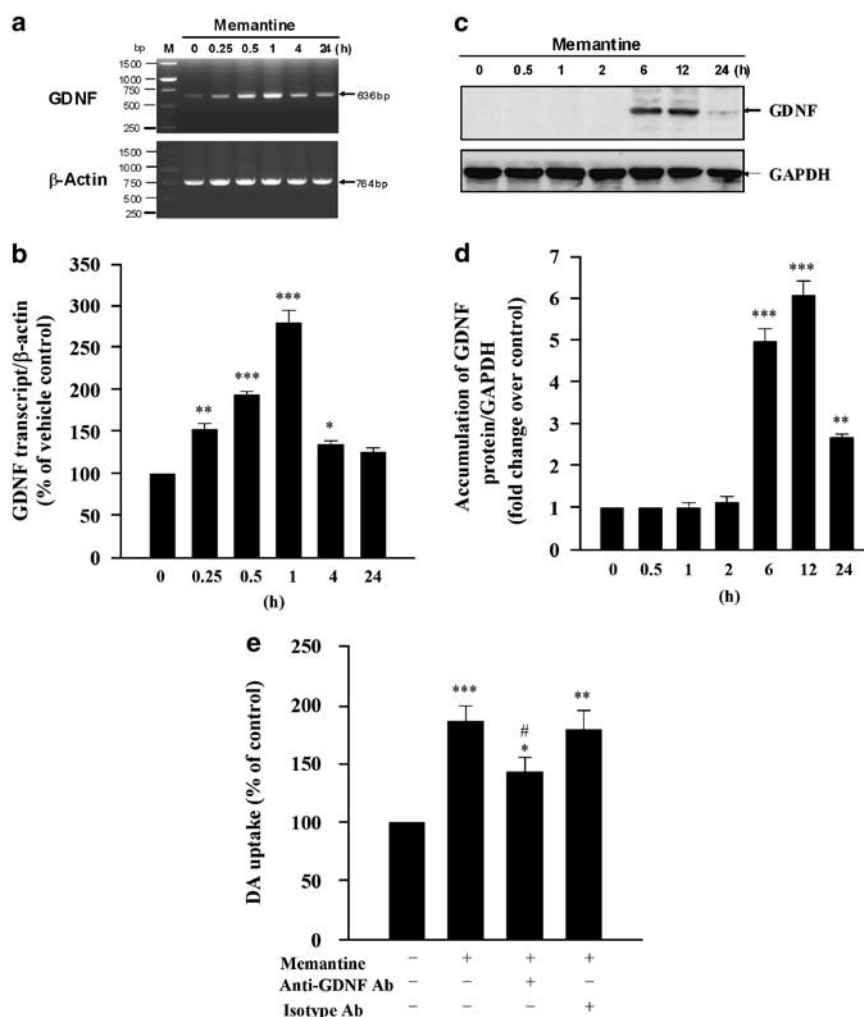 a
Memantine
bp M 0 0.25 0.5 1 4 24 (h)
1500
1000
750
500
250
GDNF
636bp
1500
1000
750
500
250
β-Actin
764bp
b
GDNF transcript/β-actin
(% of vehicle control)
350
300
250
200
150
100
50
0
**
***
***
*
0 0.25 0.5 1 4 24
(h)
c
Memantine
0 0.5 1 2 6 12 24 (h)
GDNF
GAPDH
d
Accumulation of GDNF
protein/GAPDH
(fold change over control)
7
6
5
4
3
2
1
0
***
***
**
0 0.5 1 2 6 12 24
(h)
e
DA uptake (% of control)
250
200
150
100
50
0
***
#
*
**
Memantine − + + +
Anti-GDNF Ab − − + −
Isotype Ab − − − +